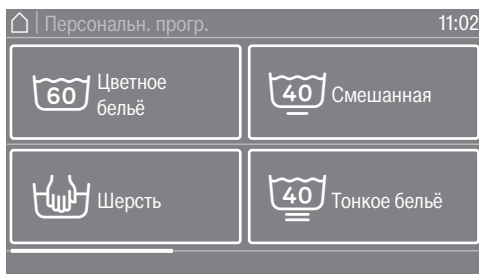 Персональн. прогр. 11:02
60 Цветное
бельё
40 Смешанная
Шерсть
40 Тонкое бельё